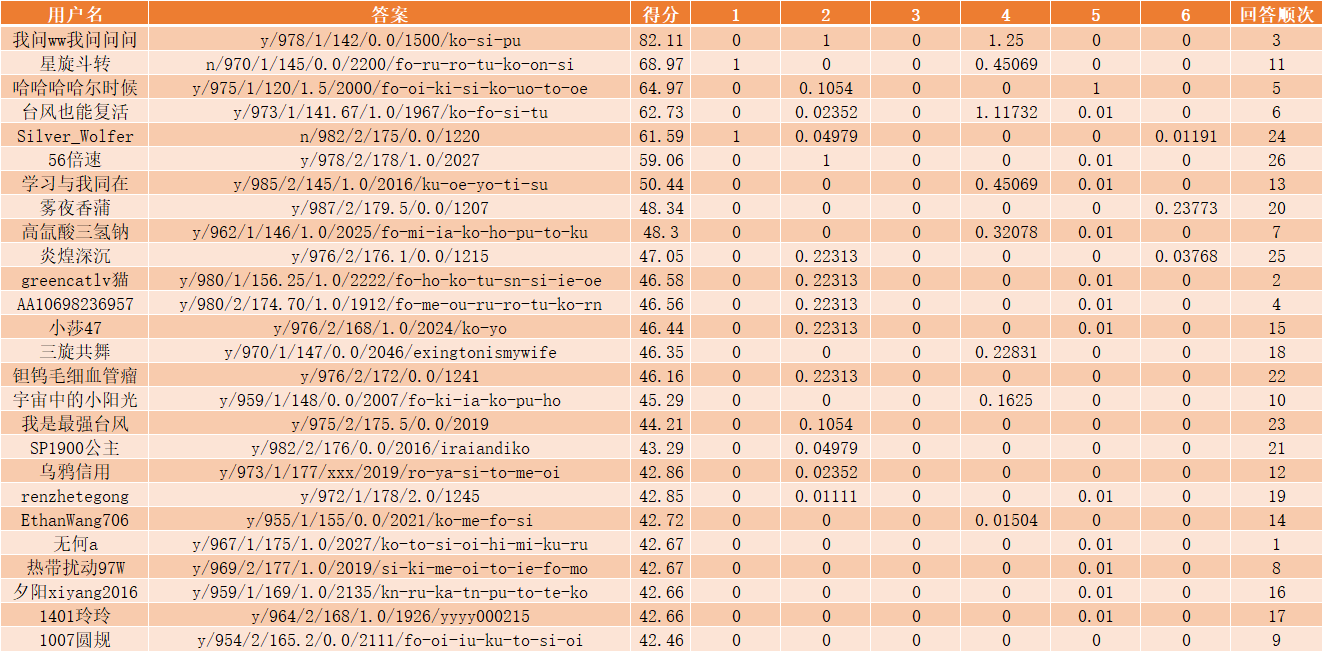 用户名 答案 得分 1 2 3 4 5 6 回答顺次
我问ww我问问问 y/978/1/142/0.0/1500/ko-si-pu 82.11 0 1 0 1.25 0 0 3
星旋斗转 n/970/1/145/0.0/2200/fo-ru-ro-tu-ko-on-si 68.97 1 0 0 0.45069 0 0 11
哈哈哈哈尔时候 y/975/1/120/1.5/2000/fo-oi-ki-si-ko-uo-to-oe 64.97 0 0.1054 0 0 1 0 5
台风也能复活 y/973/1/141.67/1.0/1967/ko-fo-si-tu 62.73 0 0.02352 0 1.11732 0.01 0 6
Silver_Wolfer n/982/2/175/0.0/1220 61.59 1 0.04979 0 0 0 0.01191 24
56倍速 y/978/2/178/1.0/2027 59.06 0 1 0 0 0.01 0 26
学习与我同在 y/985/2/145/1.0/2016/ku-oe-yo-ti-su 50.44 0 0 0 0.45069 0.01 0 13
雾夜香蒲 y/987/2/179.5/0.0/1207 48.34 0 0 0 0 0 0.23773 20
高氙酸三氢钠 y/962/1/146/1.0/2025/fo-mi-ia-ko-ho-pu-to-ku 48.3 0 0 0 0.32078 0.01 0 7
炎煌深沉 y/976/2/176.1/0.0/1215 47.05 0 0.22313 0 0 0 0.03768 25
greencatlv猫 y/980/1/156.25/1.0/2222/fo-ho-ko-tu-sn-si-ie-oe 46.58 0 0.22313 0 0 0.01 0 2
AA10698236957 y/980/2/174.70/1.0/1912/fo-me-ou-ru-ro-tu-ko-rn 46.56 0 0.22313 0 0 0.01 0 4
小莎47 y/976/2/168/1.0/2024/ko-yo 46.44 0 0.22313 0 0 0.01 0 15
三旋共舞 y/970/1/147/0.0/2046/exingtonismywife 46.35 0 0 0 0.22831 0 0 18
钽钨毛细血管瘤 y/976/2/172/0.0/1241 46.16 0 0.22313 0 0 0 0 22
宇宙中的小阳光 y/959/1/148/0.0/2007/fo-ki-ia-ko-pu-ho 45.29 0 0 0 0.1625 0 0 10
我是最强台风 y/975/2/175.5/0.0/2019 44.21 0 0.1054 0 0 0 0 23
SP1900公主 y/982/2/176/0.0/2016/iraiandiko 43.29 0 0.04979 0 0 0 0 21
乌鸦信用 y/973/1/177/xxx/2019/ro-ya-si-to-me-oi 42.86 0 0.02352 0 0 0 0 12
renzhetegong y/972/1/178/2.0/1245 42.85 0 0.01111 0 0 0.01 0 19
EthanWang706 y/955/1/155/0.0/2021/ko-me-fo-si 42.72 0 0 0 0.01504 0 0 14
无何a y/967/1/175/1.0/2027/ko-to-si-oi-hi-mi-ku-ru 42.67 0 0 0 0 0.01 0 1
热带扰动97W y/969/2/177/1.0/2019/si-ki-me-oi-to-ie-fo-mo 42.67 0 0 0 0 0.01 0 8
夕阳xiyang2016 y/959/1/169/1.0/2135/kn-ru-ka-tn-pu-to-te-ko 42.66 0 0 0 0 0.01 0 16
1401玲玲 y/964/2/168/1.0/1926/yyyy000215 42.66 0 0 0 0 0.01 0 17
1007圆规 y/954/2/165.2/0.0/2111/fo-oi-iu-ku-to-si-oi 42.46 0 0 0 0 0 0 9